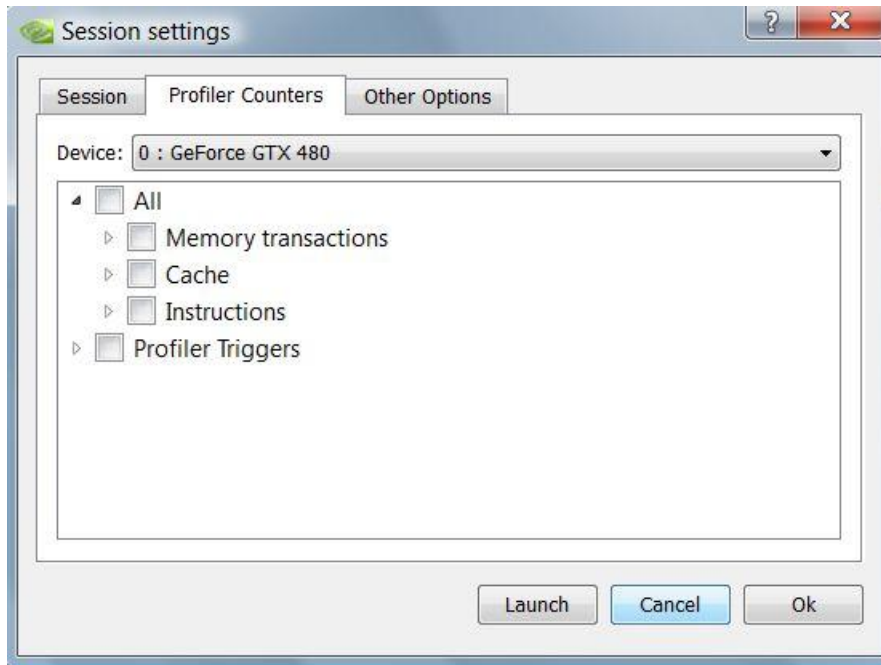 Session settings
Session Profiler Counters Other Options
Device: 0 : GeForce GTX 480
All
Memory transactions
Cache
Instructions
Profiler Triggers
Launch Cancel Ok